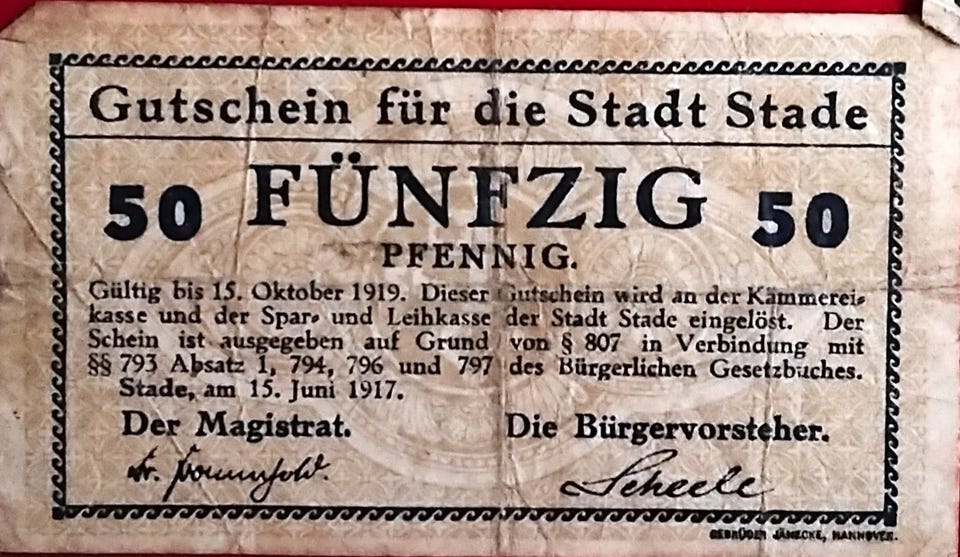 Gutschein für die Stadt Stade
50 FÜNFZIG 50
PFENNIG.
Gültig bis 15. Oktober 1919. Dieser Gutschein wird an der Kämmerei-
kasse und der Spar- und Leihkasse der Stadt Stade eingelöst. Der
Schein ist ausgegeben auf Grund von § 807 in Verbindung mit
§§ 793 Absatz 1, 794, 796 und 797 des Bürgerlichen Gesetzbuches.
Stade, am 15. Juni 1917.
Der Magistrat. Die Bürgervorsteher.
Dr. Scheele
GEBRÜDER JÄNECKE, HANNOVER.